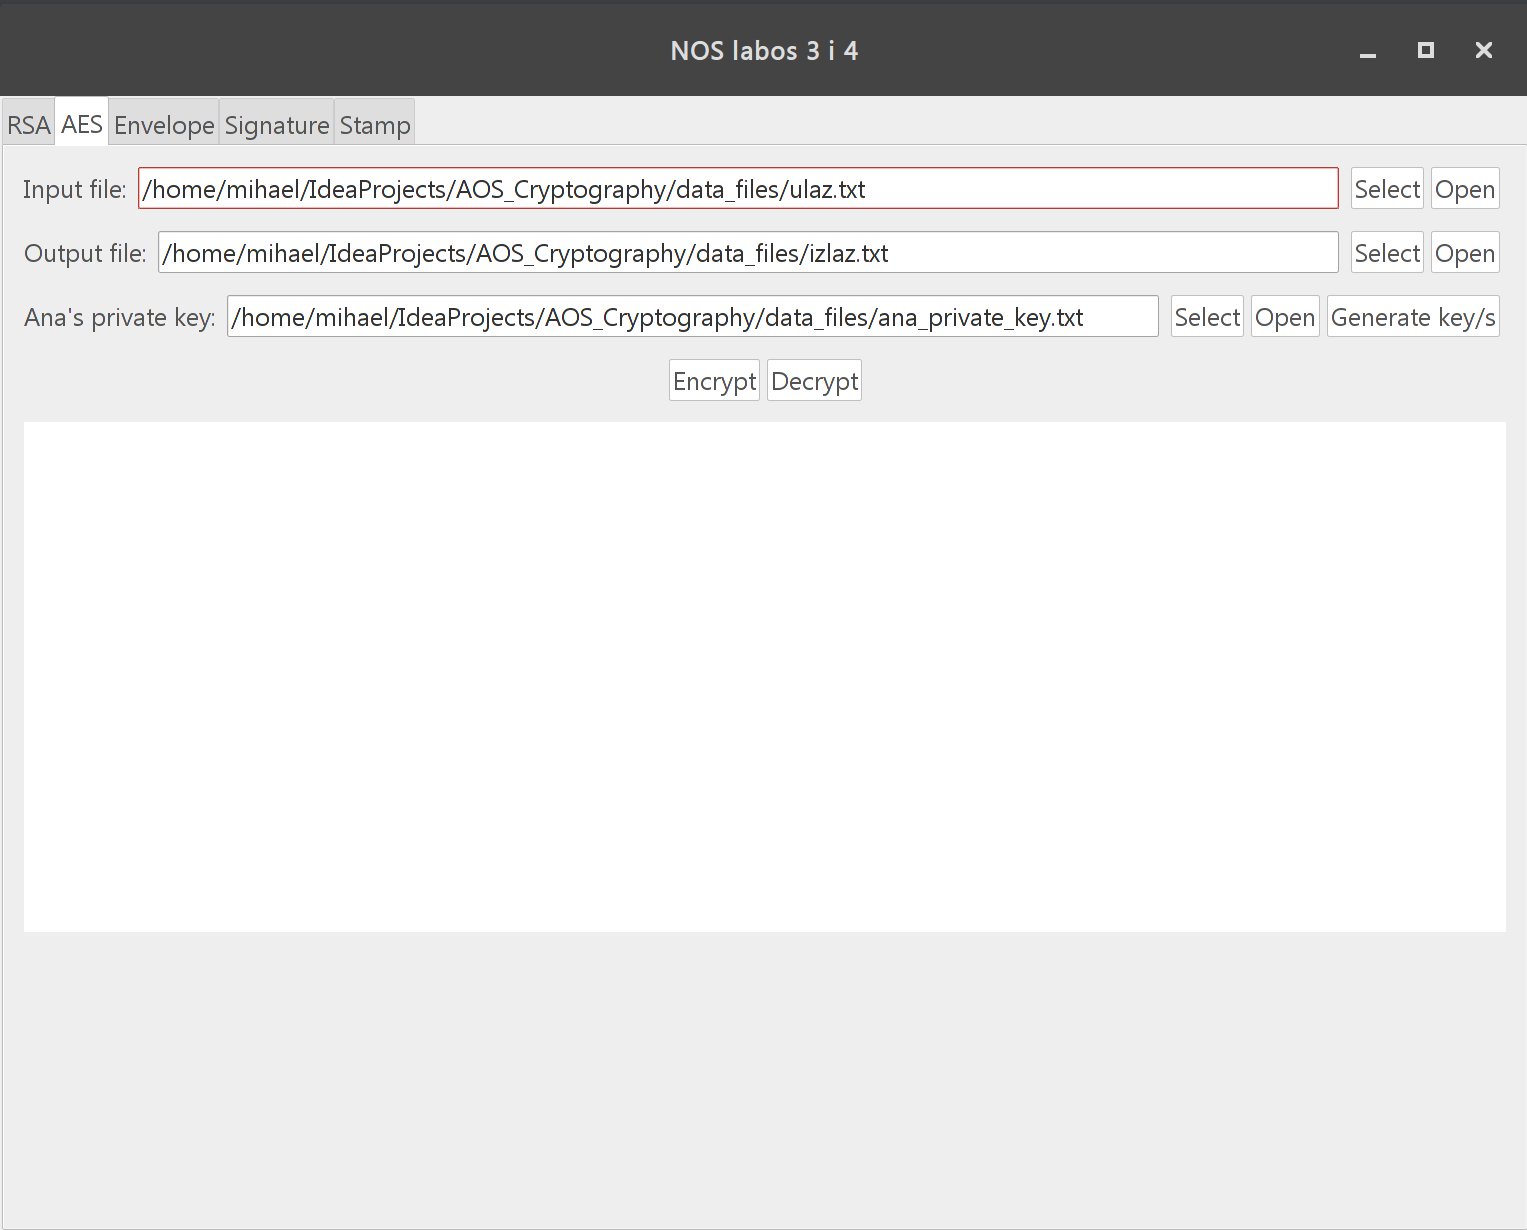 NOS labos 3 i 4
RSA AES Envelope Signature Stamp
Input file: /home/mihael/IdeaProjects/AOS_Cryptography/data_files/ulaz.txt Select Open
Output file: /home/mihael/IdeaProjects/AOS_Cryptography/data_files/izlaz.txt Select Open
Ana's private key: /home/mihael/IdeaProjects/AOS_Cryptography/data_files/ana_private_key.txt Select Open Generate key/s
Encrypt Decrypt